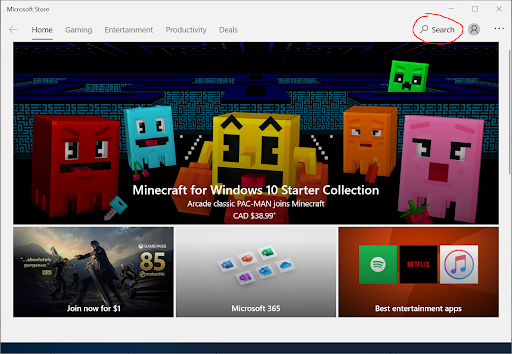 Microsoft Store
Home Gaming Entertainment Productivity Deals Search
Minecraft for Windows 10 Starter Collection
Arcade classic PAC-MAN joins Minecraft
CAD $38.99+
"...absolutely gorgeous."
GAME PASS
85
metacritic
NETFLIX
Join now for $1
Microsoft 365
Best entertainment apps